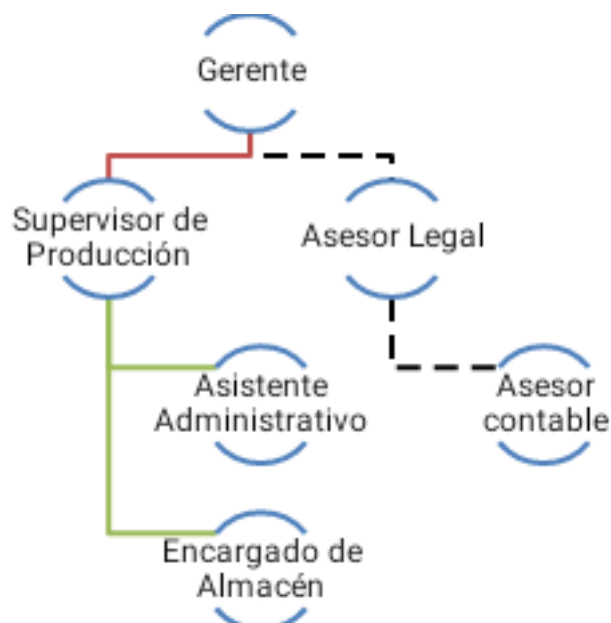 Gerente
Supervisor de
Producción
Asesor Legal
Asistente
Administrativo
Asesor
contable
Encargado de
Almacén